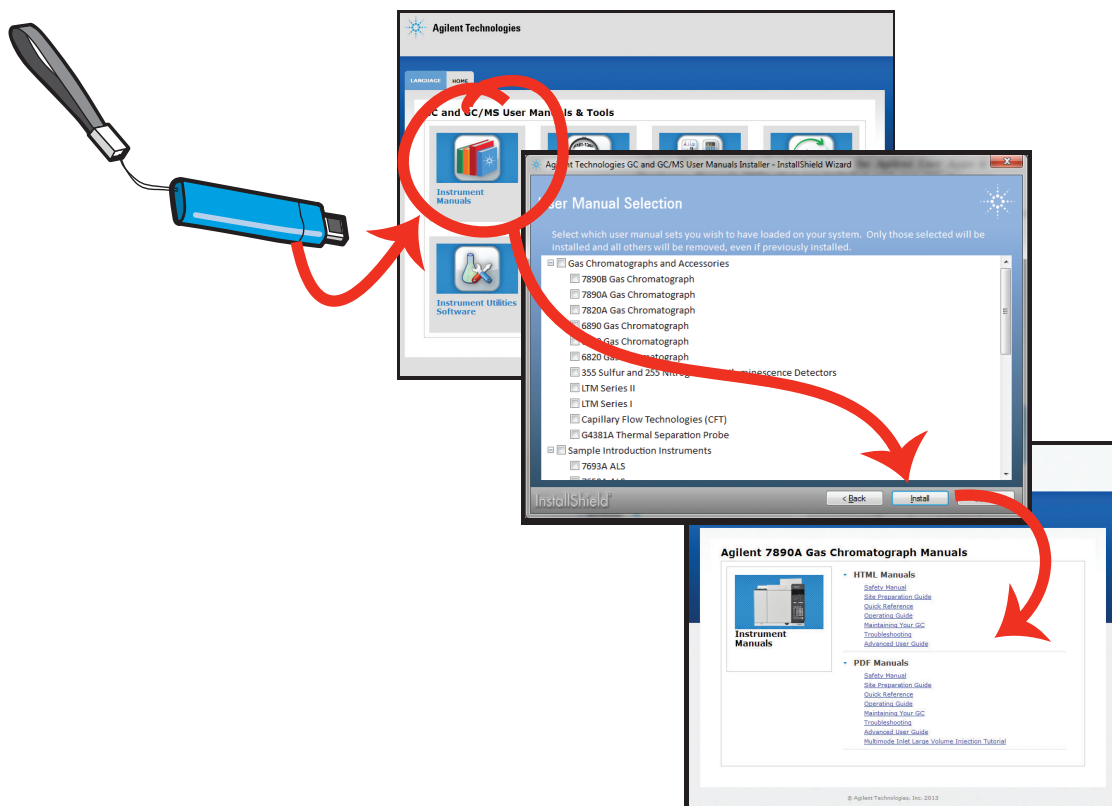 Agilent Technologies
LANGUAGE HOME
C and GC/MS User Man ls & Tools
Instrument
Manuals
Instrument Utilities
Software
Ag nt Technologies GC and GC/MS User Manuals Installer - InstallShield Wizard
ser Manual Selection
Select which user manual sets you wish to have loaded on your system. Only those selected will be
installed and all others will be removed, even if previously installed.
Gas Chromatographs and Accessories
7890B Gas Chromatograph
7890A Gas Chromatograph
7820A Gas Chromatograph
6890 Gas Chromatograph
Gas Chromatograph
6820 Ga matograph
355 Sulfur and 255 Nitrog minescence Detectors
LTM Series II
LTM Series I
Capillary Flow Technologies (CFT)
G4381A Thermal Separation Probe
Sample Introduction Instruments
7693A ALS
InstallShield
< Back Install
Agilent 7890A Gas Chromatograph Manuals
Instrument
Manuals
HTML Manuals
Safety Manual
Site Preparation Guide
Quick Reference
Operating Guide
Maintaining Your GC
Troubleshooting
Advanced User Guide
PDF Manuals
Safety Manual
Site Preparation Guide
Quick Reference
Operating Guide
Maintaining Your GC
Troubleshooting
Advanced User Guide
Multimode Inlet Large Volume Injection Tutorial
© Agilent Technologies, Inc. 2013